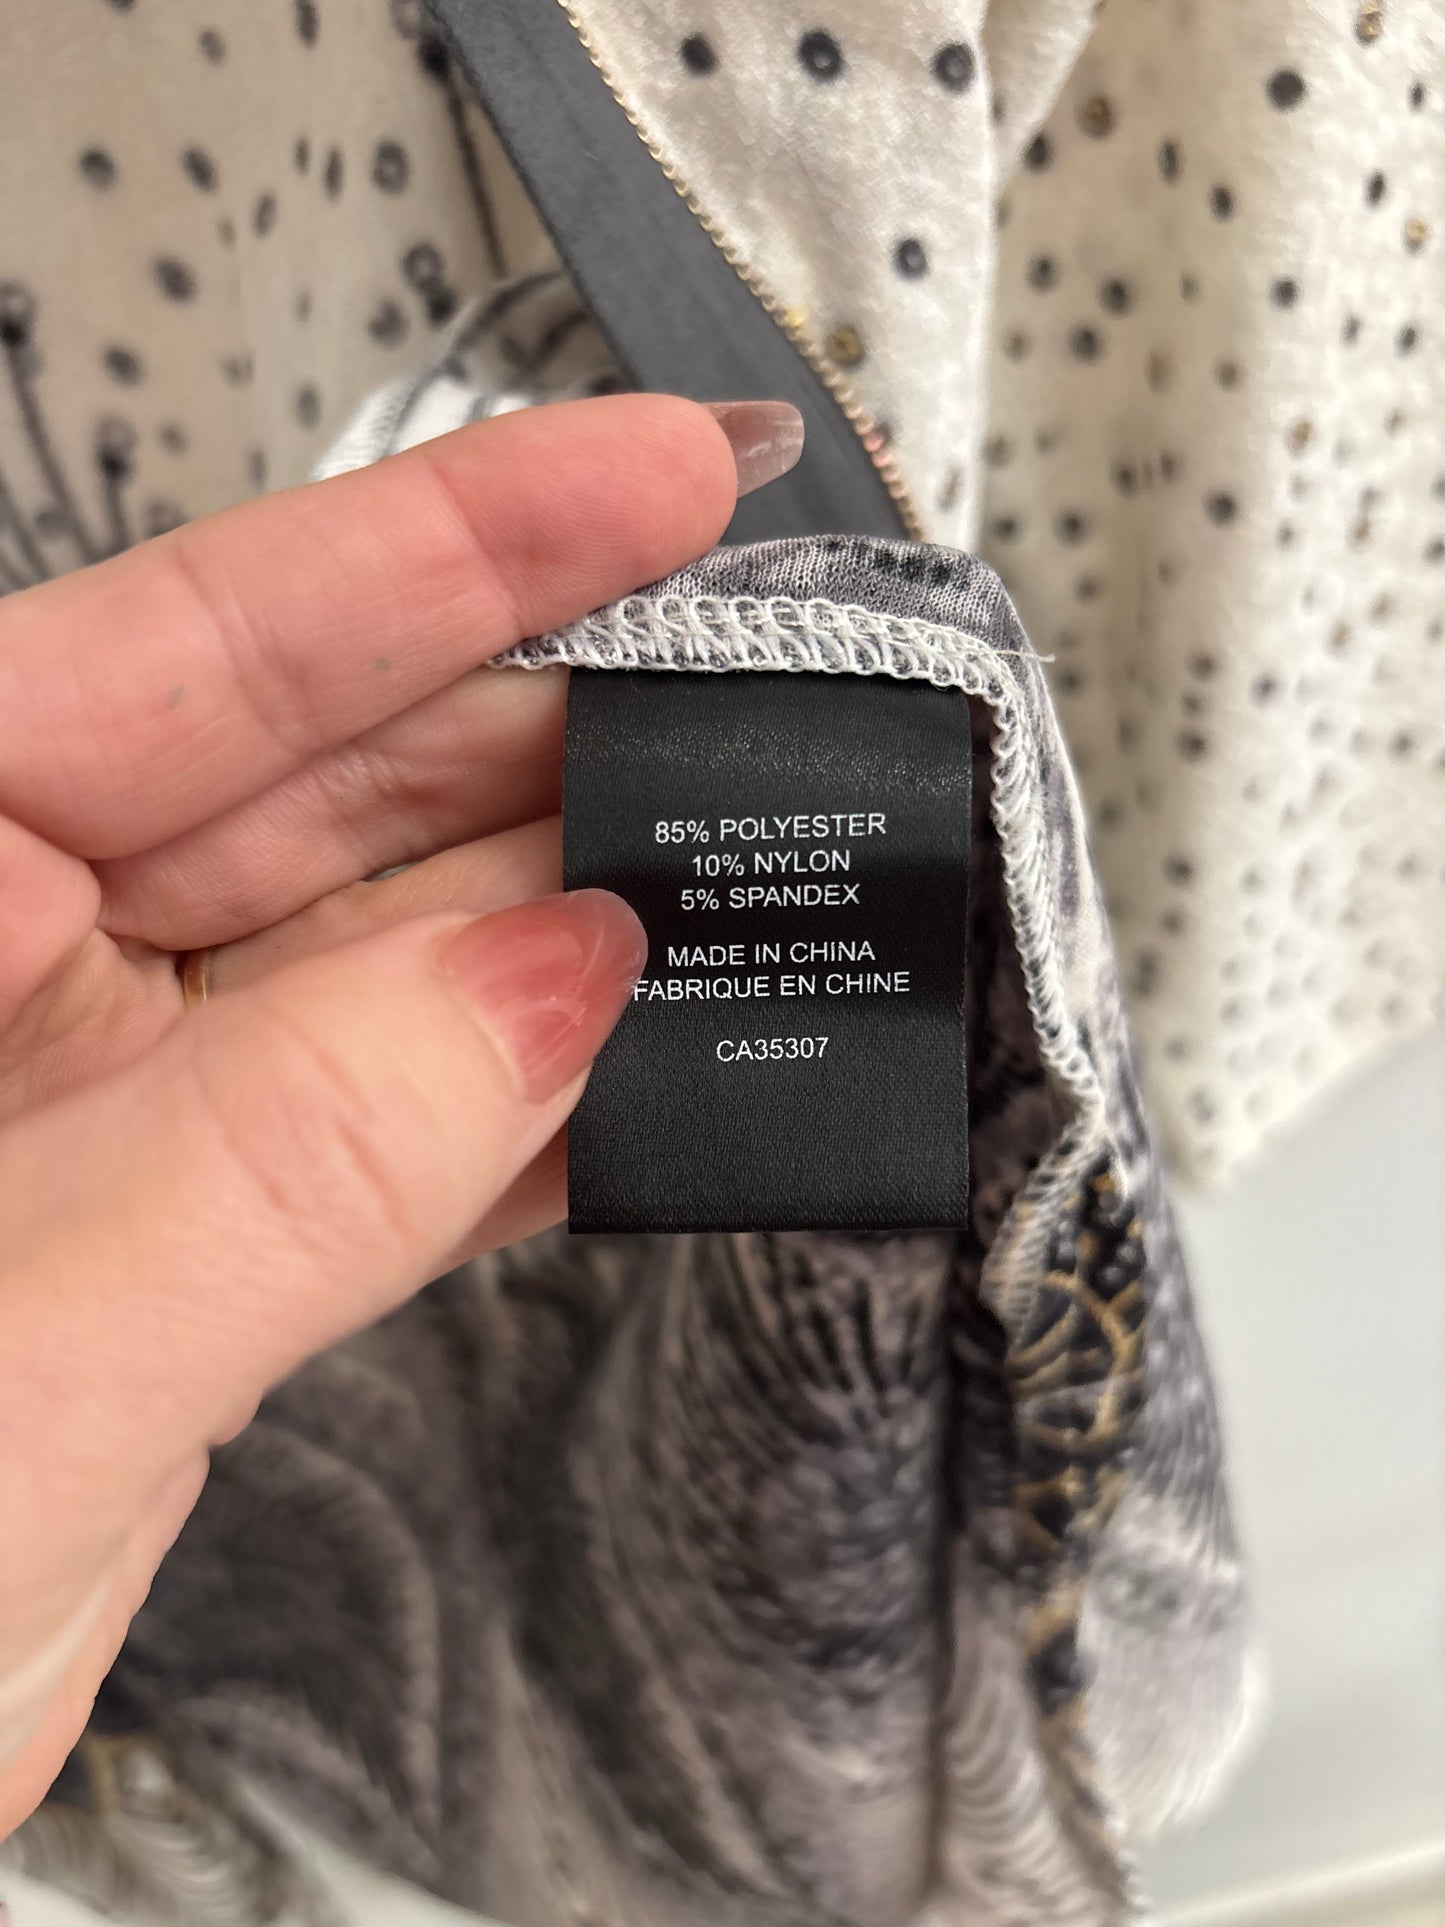 85% POLYESTER
10% NYLON
5% SPANDEX
MADE IN CHINA
FABRIQUE EN CHINE
CA35307